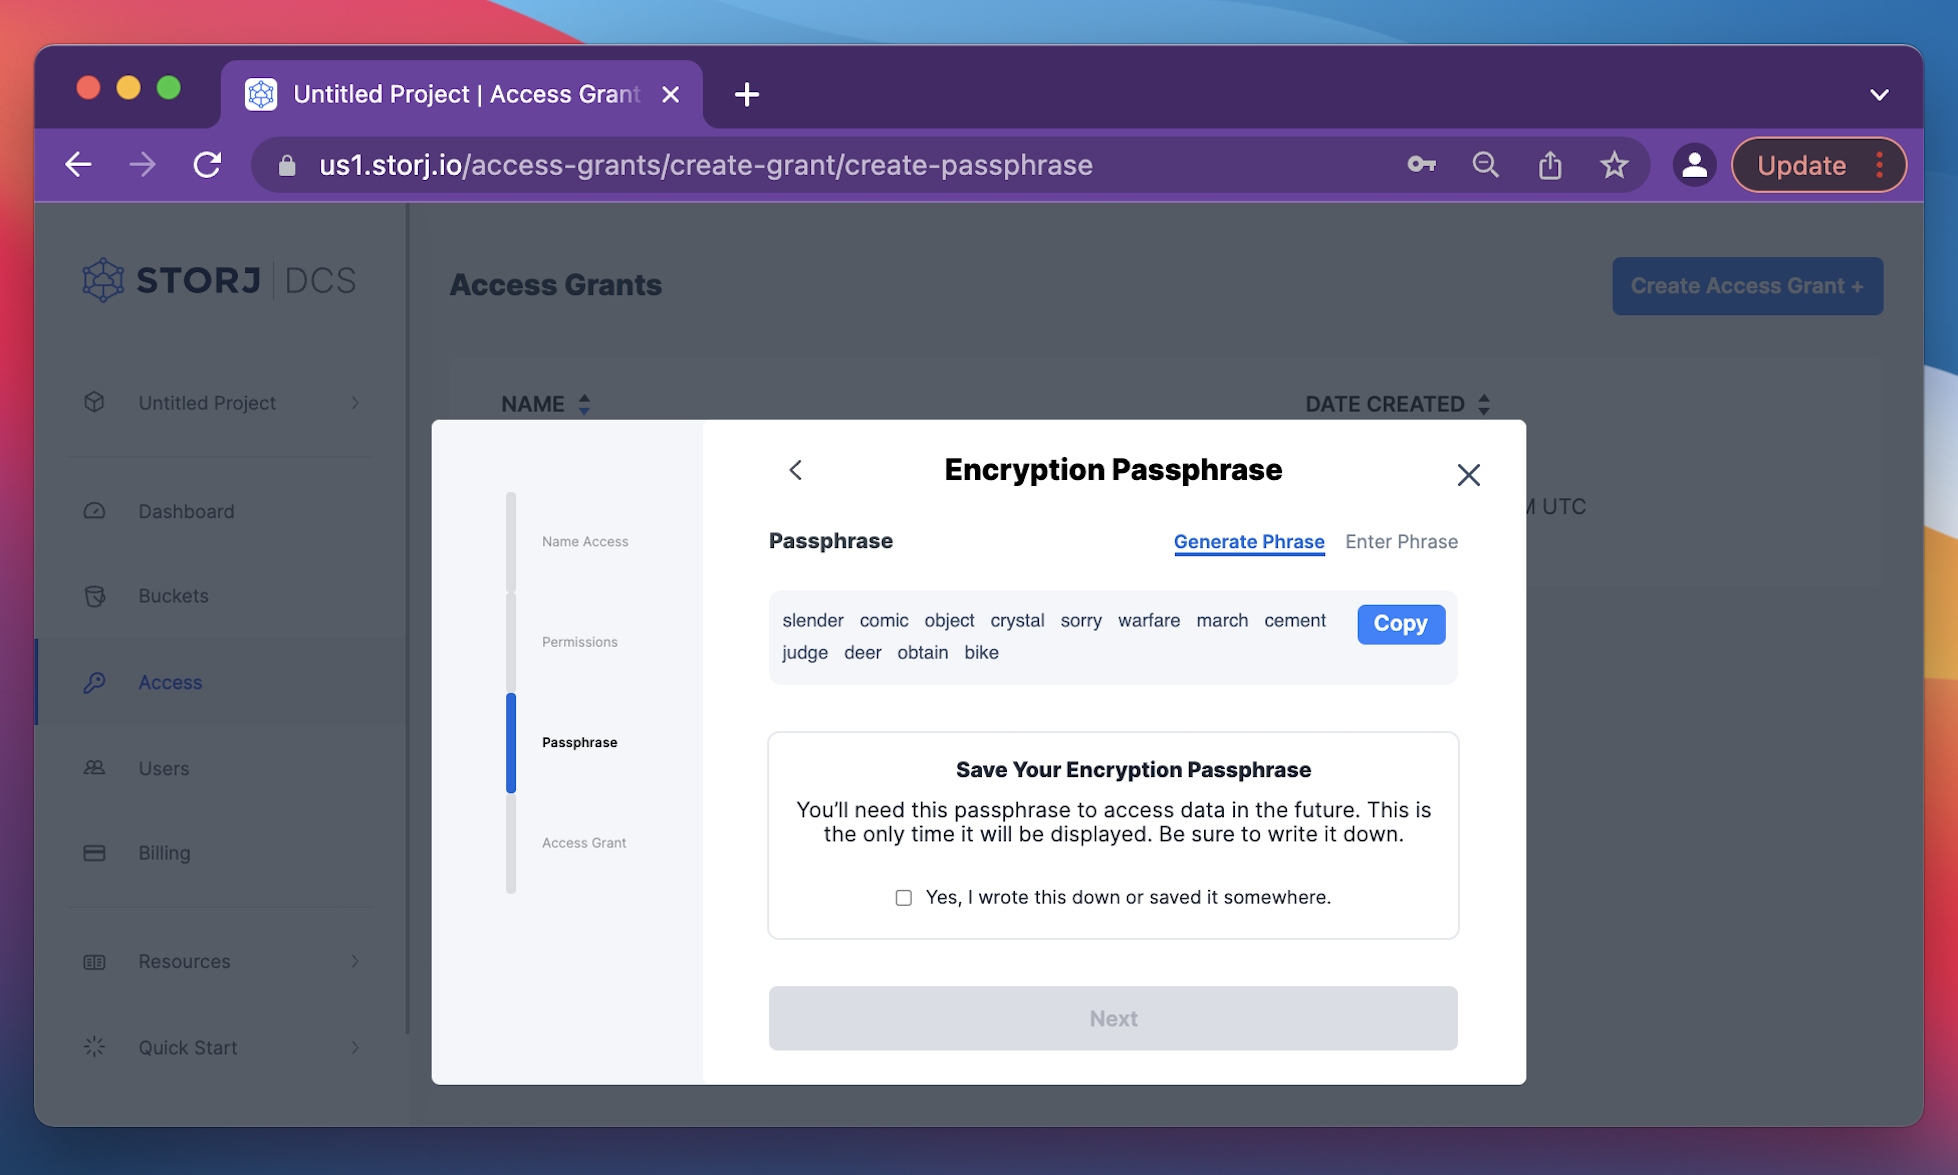 Untitled Project | Access Grant
us1.storj.io/access-grants/create-grant/create-passphrase
Update
STORJ | DCS
Untitled Project
Dashboard
Buckets
Access
Users
Billing
Resources
Quick Start
Access Grants
Create Access Grant +
NAME
DATE CREATED
M UTC
Name Access
Permissions
Passphrase
Access Grant
Encryption Passphrase
Passphrase
Generate Phrase
Enter Phrase
slender comic object crystal sorry warfare march cement
judge deer obtain bike
Copy
Save Your Encryption Passphrase
You’ll need this passphrase to access data in the future. This is
the only time it will be displayed. Be sure to write it down.
Yes, I wrote this down or saved it somewhere.
Next